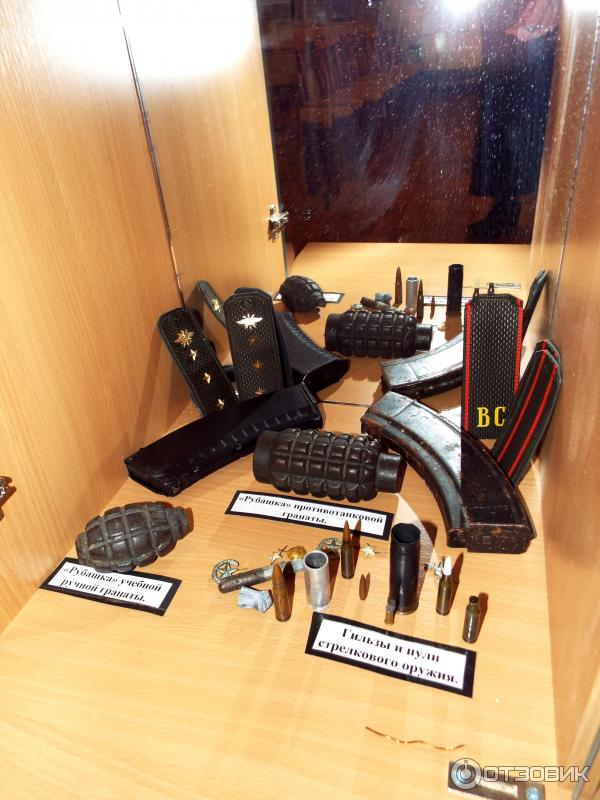 ВС
«Рубашка» противотанковой
гранаты.
«Рубашка» учебной
ручной гранаты.
Гильзы и пули
стрелкового оружия.
ОТЗОВИК